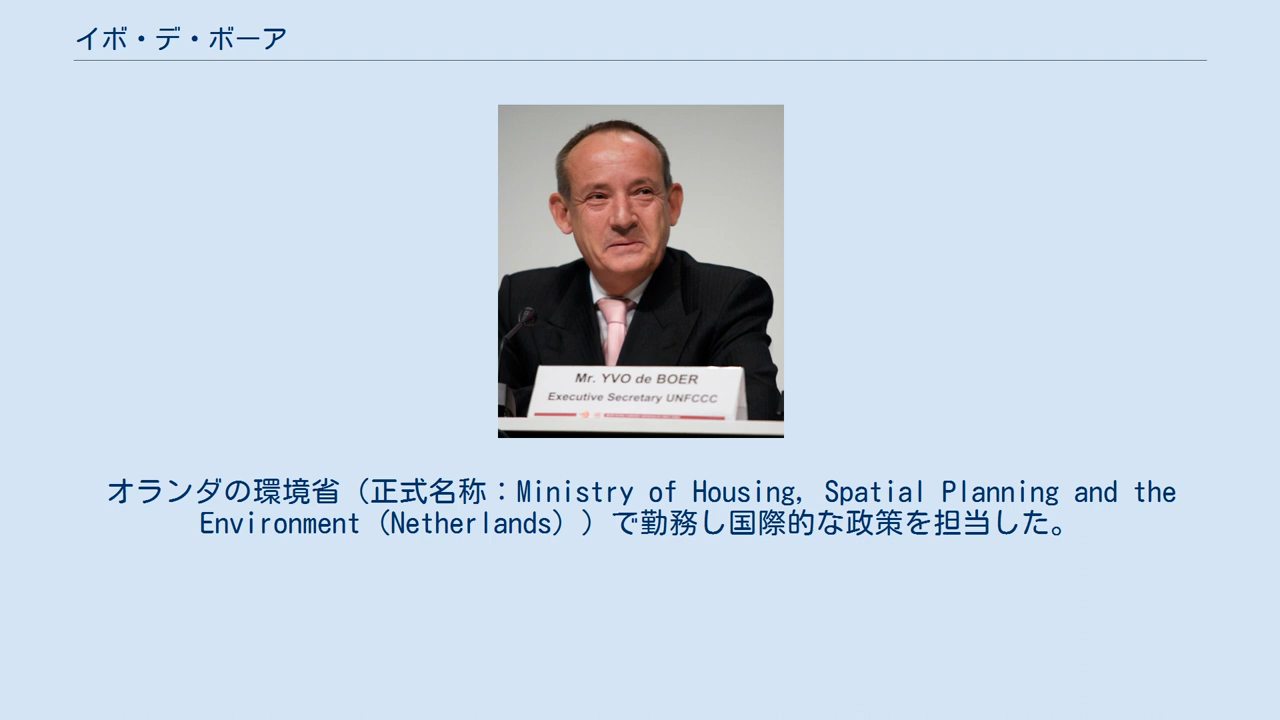 イボ・デ・ボーア
Mr. YVO de BOER
Executive Secretary UNFCCC
オランダの環境省（正式名称：Ministry of Housing, Spatial Planning and the
Environment（Netherlands））で勤務し国際的な政策を担当した。